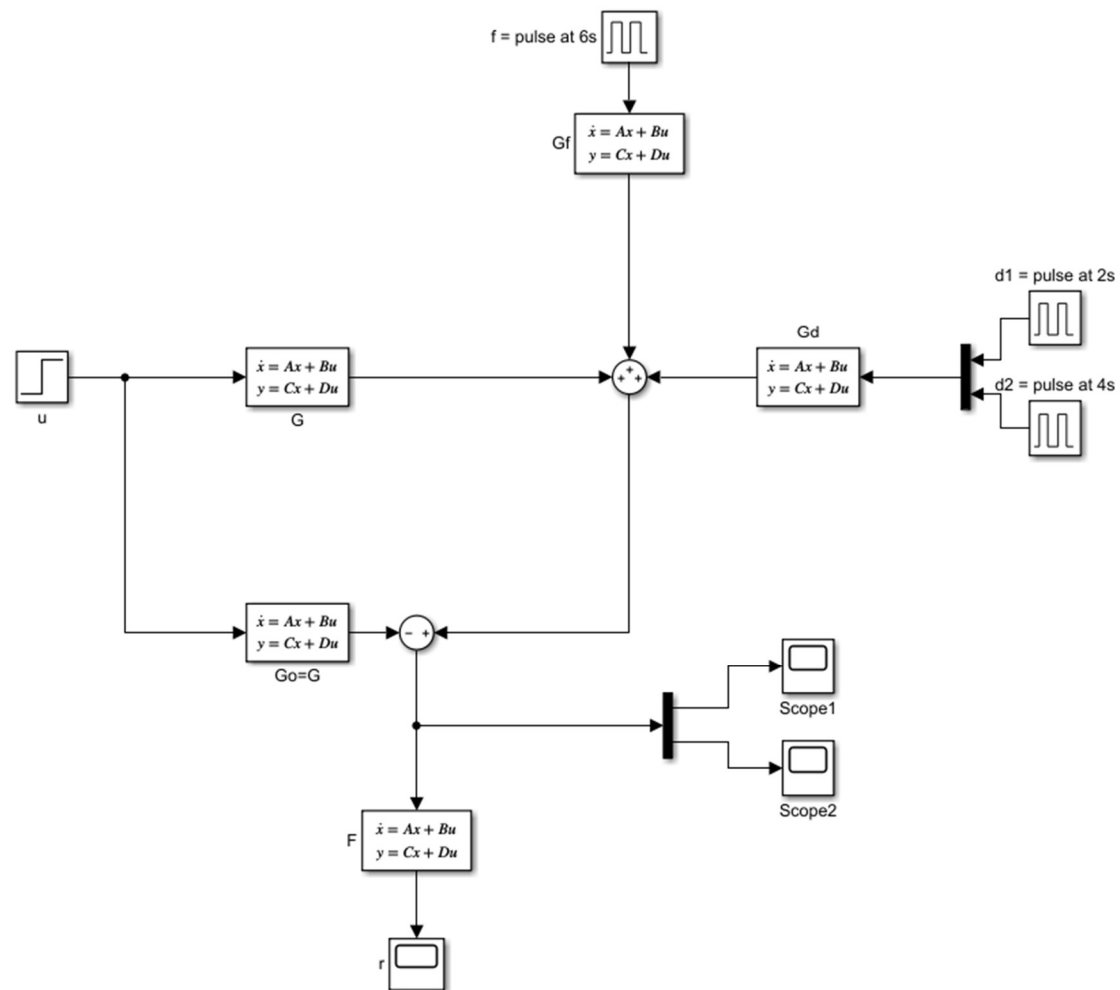 f = pulse at 6s
Gf
ẋ = Ax + Bu
y = Cx + Du
d1 = pulse at 2s
Gd
ẋ = Ax + Bu
y = Cx + Du
d2 = pulse at 4s
u
ẋ = Ax + Bu
y = Cx + Du
G
+ + +
ẋ = Ax + Bu
y = Cx + Du
Go=G
− +
Scope1
Scope2
F
ẋ = Ax + Bu
y = Cx + Du
r